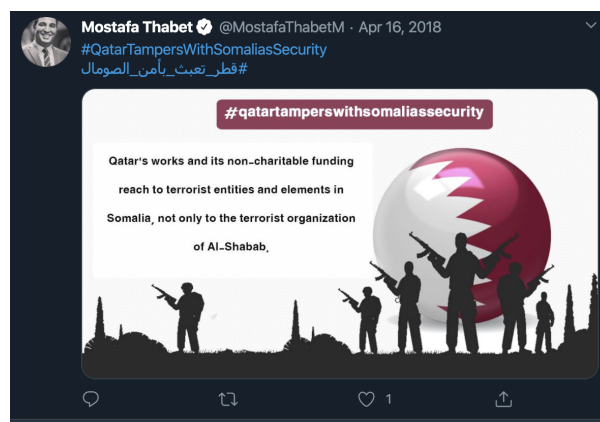 Mostafa Thabet @MostafaThabetM · Apr 16, 2018
#QatarTampersWithSomaliasSecurity
#قطر_تعبث_بأمن_الصومال
#qatartamperswithsomaliassecurity
Qatar's works and its non-charitable funding
reach to terrorist entities and elements in
Somalia, not only to the terrorist organization
of Al-Shabab.
1